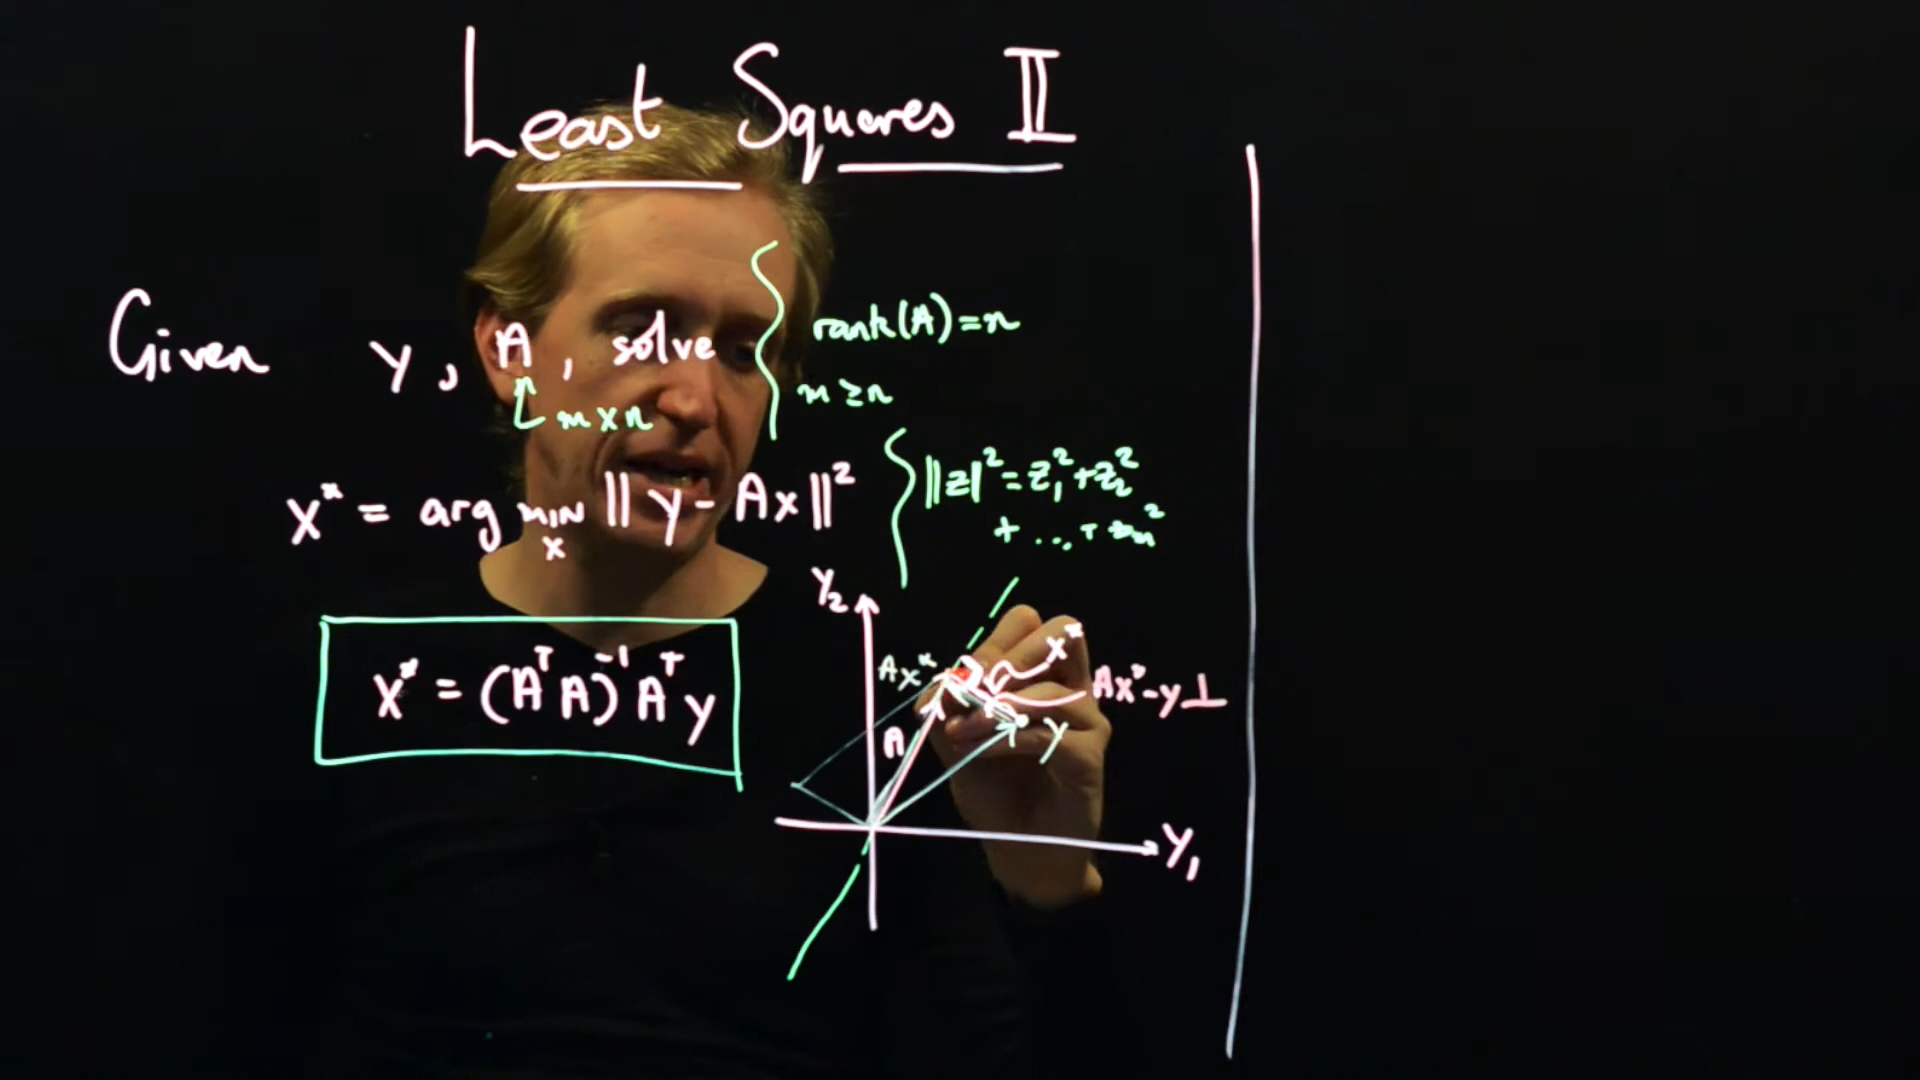 Least Squares II
Given y, A, solve
m x n
rank(A)=n
m ≥ n
x* = arg min ‖y - Ax‖²
x
‖z‖² = z₁² + z₂²
+ ... + zₘ²
x* = (AᵀA)⁻¹Aᵀy
y₂
x*
Ax*
Ax*-y⊥
A
y
y₁